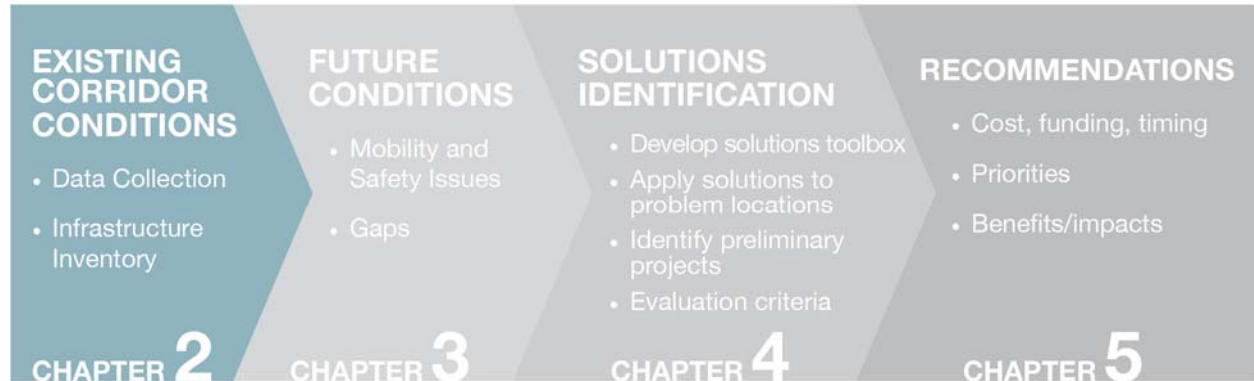 EXISTING
CORRIDOR
CONDITIONS
• Data Collection
• Infrastructure
Inventory
CHAPTER 2
FUTURE
CONDITIONS
• Mobility and
Safety Issues
• Gaps
CHAPTER 3
SOLUTIONS
IDENTIFICATION
• Develop solutions toolbox
• Apply solutions to
problem locations
• Identify preliminary
projects
• Evaluation criteria
CHAPTER 4
RECOMMENDATIONS
• Cost, funding, timing
• Priorities
• Benefits/impacts
CHAPTER 5